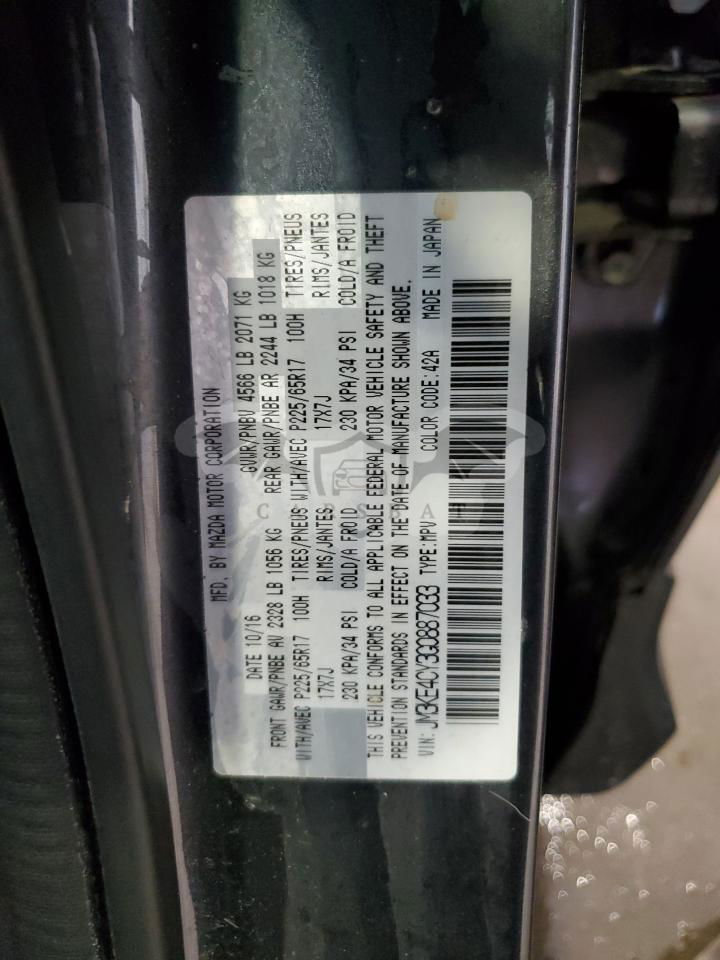 MFD. BY MAZDA MOTOR CORPORATION
DATE 10/16 GVWR/PNBV 4566 LB 2071 KG
FRONT GAWR/PNBE AV 2328 LB 1056 KG REAR GAWR/PNBE AR 2244 LB 1018 KG
WITH/AVEC P225/65R17 100H TIRES/PNEUS WITH/AVEC P225/65R17 100H TIRES/PNEUS
17X7J RIMS/JANTES 17X7J RIMS/JANTES
230 KPA/34 PSI COLD/A FROID 230 KPA/34 PSI COLD/A FROID
THIS VEHICLE CONFORMS TO ALL APPLICABLE FEDERAL MOTOR VEHICLE SAFETY AND THEFT
PREVENTION STANDARDS IN EFFECT ON THE DATE OF MANUFACTURE SHOWN ABOVE.
VIN: JM3KE4CY3G0887033 TYPE:MPV COLOR CODE:42A MADE IN JAPAN